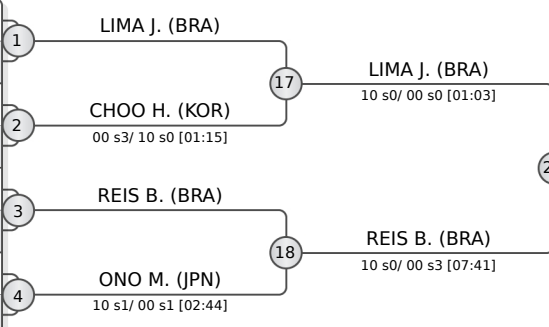 LIMA J. (BRA)
1
17
LIMA J. (BRA)
10 s0/ 00 s0 [01:03]
CHOO H. (KOR)
2
00 s3/ 10 s0 [01:15]
REIS B. (BRA)
3
18
REIS B. (BRA)
10 s0/ 00 s3 [07:41]
ONO M. (JPN)
4
10 s1/ 00 s1 [02:44]